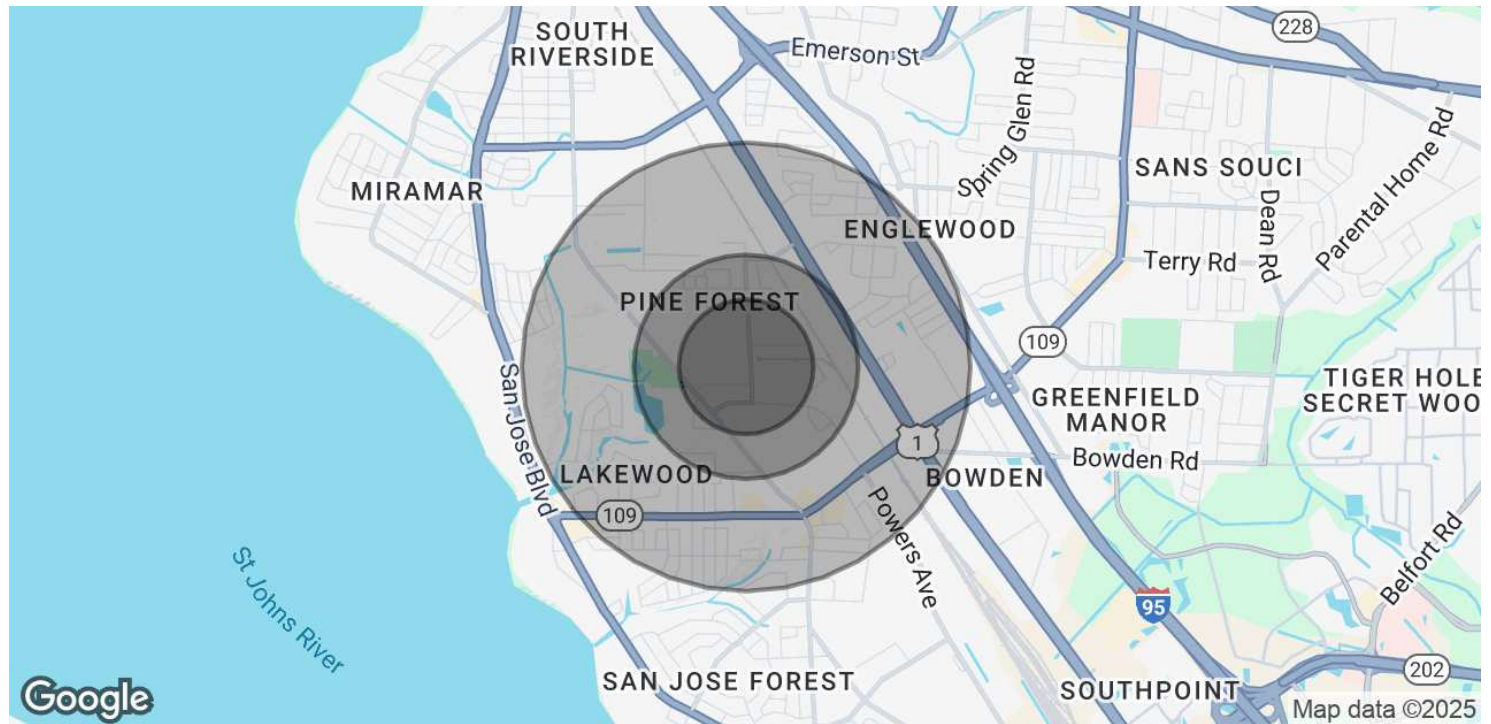 SOUTH
RIVERSIDE
Emerson St
228
Spring Glen Rd
SANS SOUCI
Parental Home Rd
MIRAMAR
Dean Rd
ENGLEWOOD
Terry Rd
PINE FOREST
109
San Jose Blvd
TIGER HOLE
SECRET WOO
GREENFIELD
MANOR
1
Bowden Rd
LAKEWOOD
BOWDEN
109
Powers Ave
Belfort Rd
St Johns River
95
202
SAN JOSE FOREST
SOUTHPOINT
Google
Map data ©2025